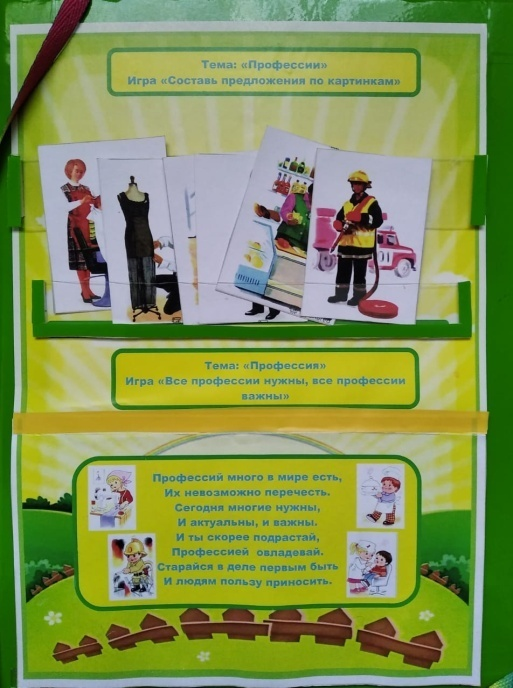 Тема: «Профессии»
Игра «Составь предложения по картинкам»
01
Тема: «Профессия»
Игра «Все профессии нужны, все профессии
важны»
Профессий много в мире есть,
Их невозможно перечесть.
Сегодня многие нужны,
И актуальны, и важны.
И ты скорее подрастай,
Профессией овладевай.
Старайся в деле первым быть
И людям пользу приносить.